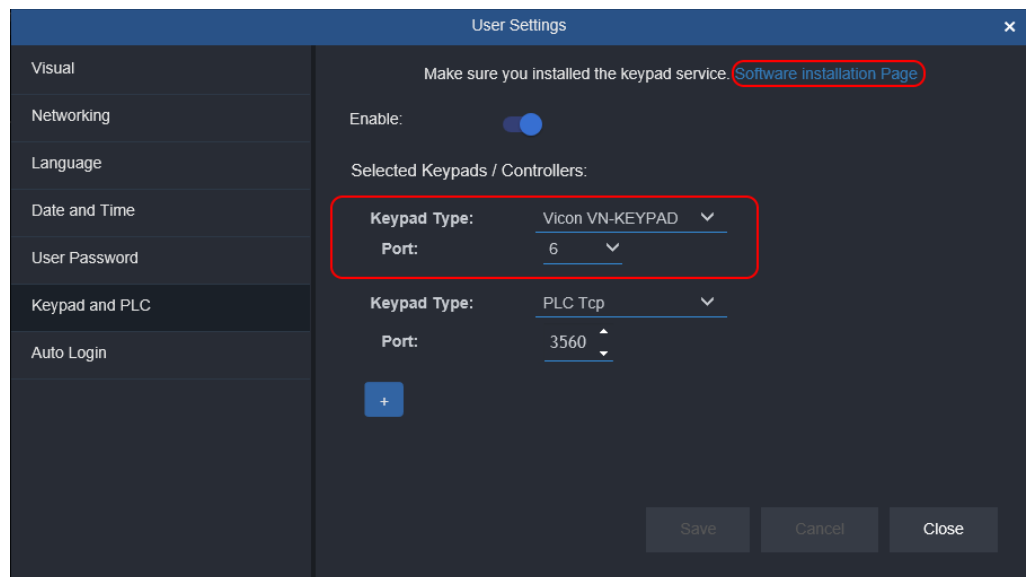 User Settings
Visual
Networking
Language
Date and Time
User Password
Keypad and PLC
Auto Login
Make sure you installed the keypad service. Software installation Page
Enable:
Selected Keypads / Controllers:
Keypad Type: Vicon VN-KEYPAD
Port: 6
Keypad Type: PLC Tcp
Port: 3560
+
Save Cancel Close